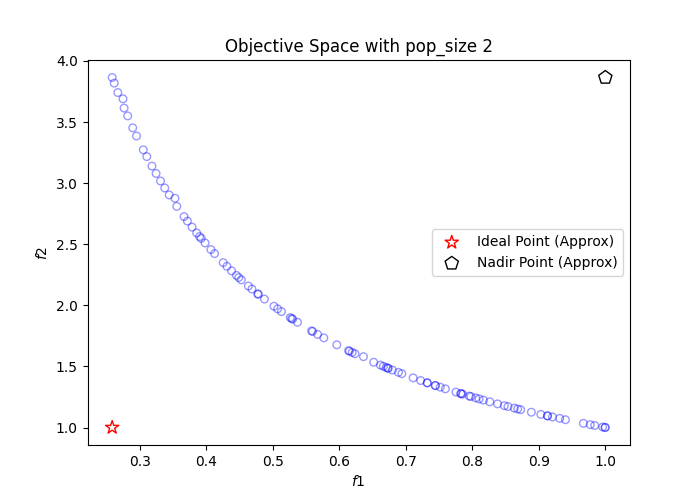 Objective Space with pop_size 2
4.0
3.5
3.0
2.5
2.0
1.5
1.0
f2
Ideal Point (Approx)
Nadir Point (Approx)
0.3 0.4 0.5 0.6 0.7 0.8 0.9 1.0
f1